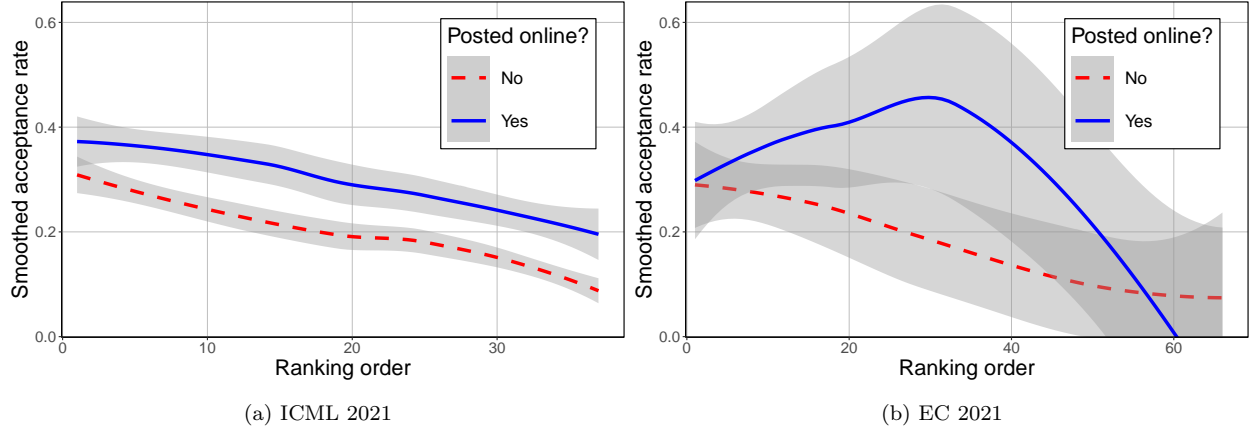 Smoothed acceptance rate
0.6
0.4
0.2
0.0
Posted online?
No
Yes
0
10
20
30
Ranking order
(a) ICML 2021
Smoothed acceptance rate
0.6
0.4
0.2
0.0
Posted online?
No
Yes
0
20
40
60
Ranking order
(b) EC 2021